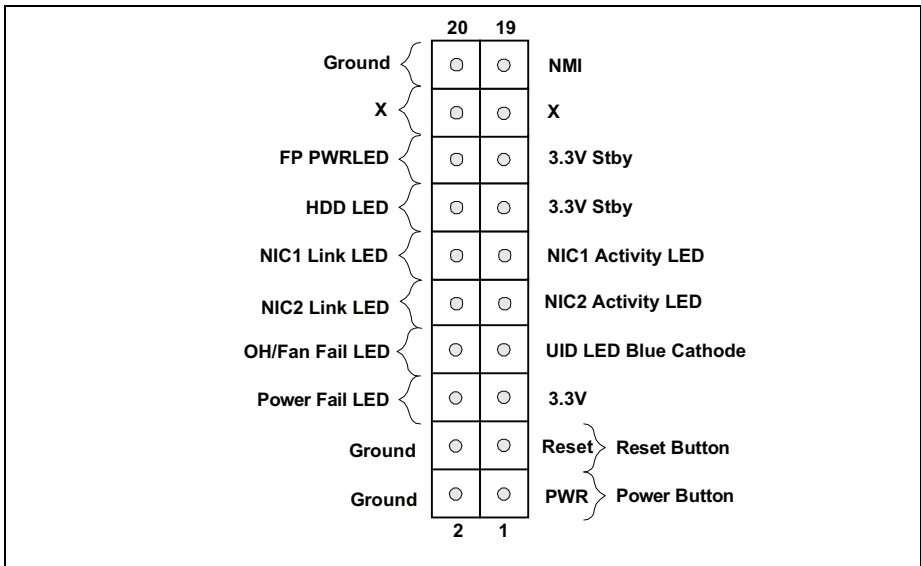 20 19
Ground NMI
X X
FP PWRLED 3.3V Stby
HDD LED 3.3V Stby
NIC1 Link LED NIC1 Activity LED
NIC2 Link LED NIC2 Activity LED
OH/Fan Fail LED UID LED Blue Cathode
Power Fail LED 3.3V
Ground Reset Reset Button
Ground PWR Power Button
2 1